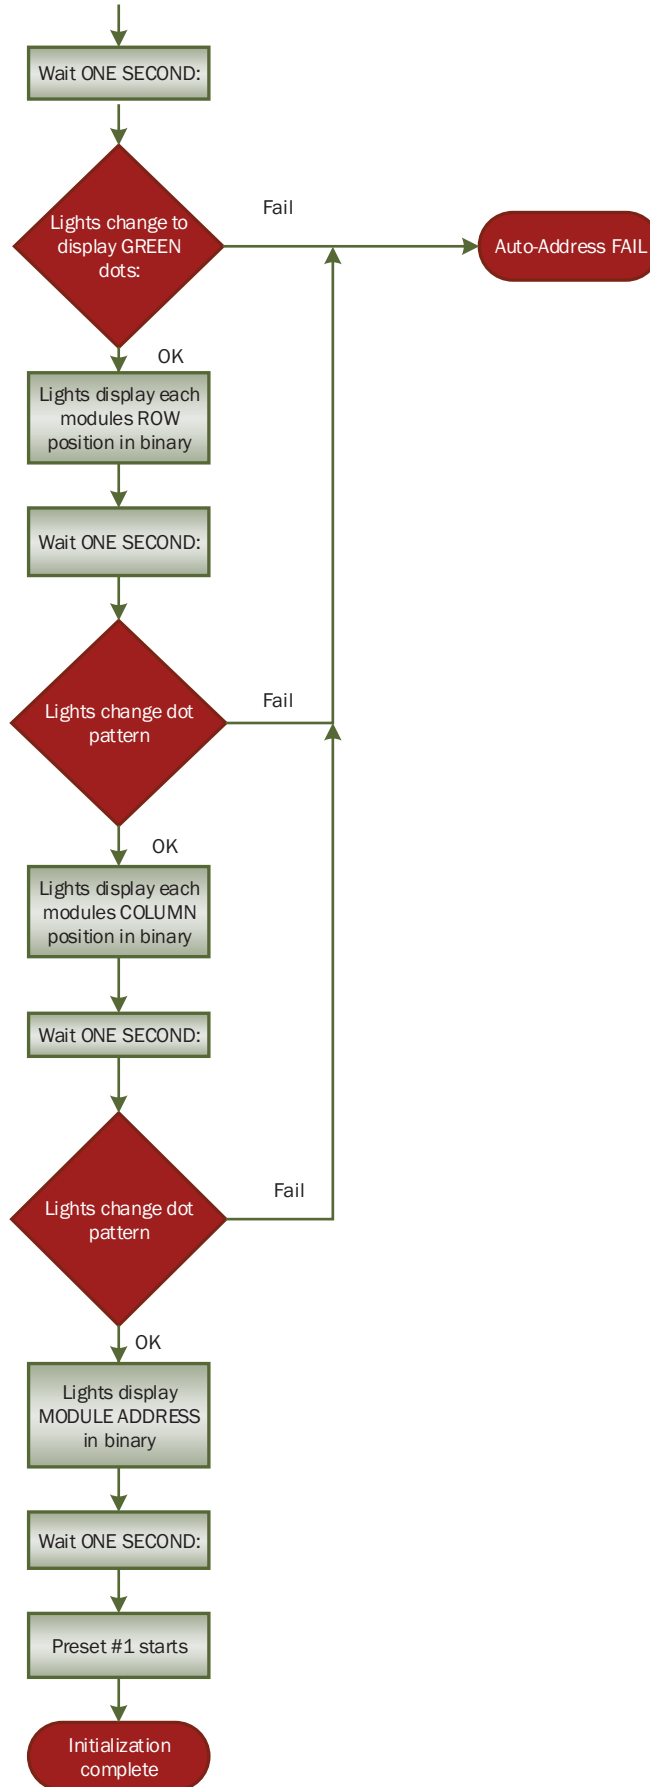 Wait ONE SECOND:
Lights change to
display GREEN
dots:
Fail
Auto-Address FAIL
OK
Lights display each
modules ROW
position in binary
Wait ONE SECOND:
Lights change dot
pattern
Fail
OK
Lights display each
modules COLUMN
position in binary
Wait ONE SECOND:
Lights change dot
pattern
Fail
OK
Lights display
MODULE ADDRESS
in binary
Wait ONE SECOND:
Preset #1 starts
Initialization
complete